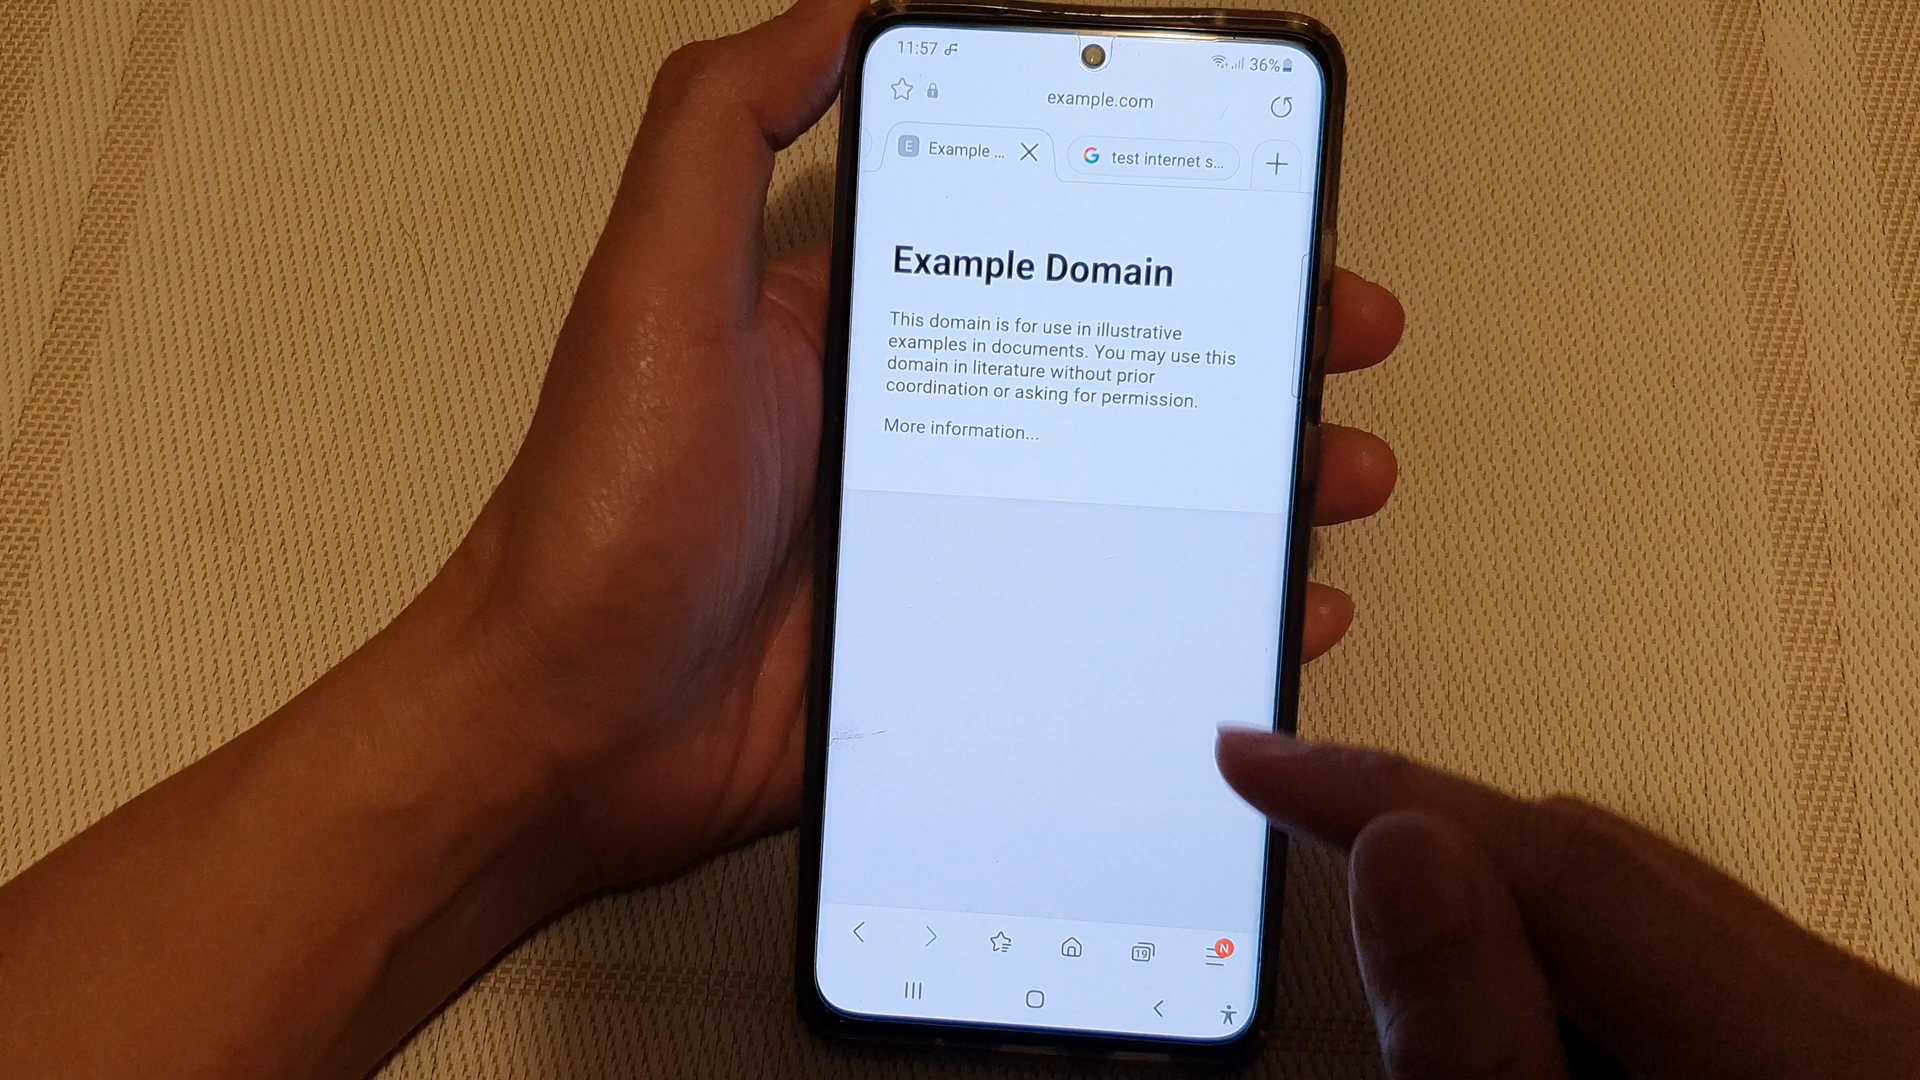 11:57
36%
example.com
E Example ...
test internet s...
Example Domain
This domain is for use in illustrative
examples in documents. You may use this
domain in literature without prior
coordination or asking for permission.
More information...
19
N